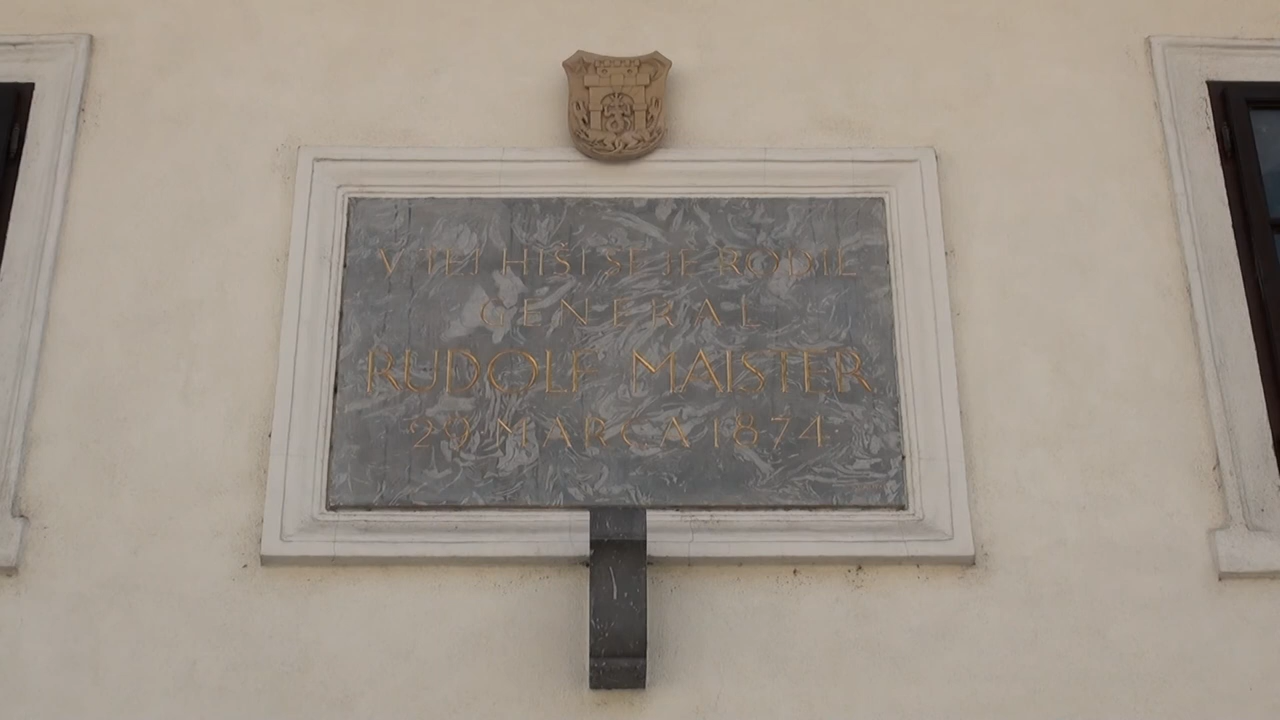 V TEJ HIŠI SE JE RODIL
GENERAL
RUDOLF MAISTER
29 MARCA 1874